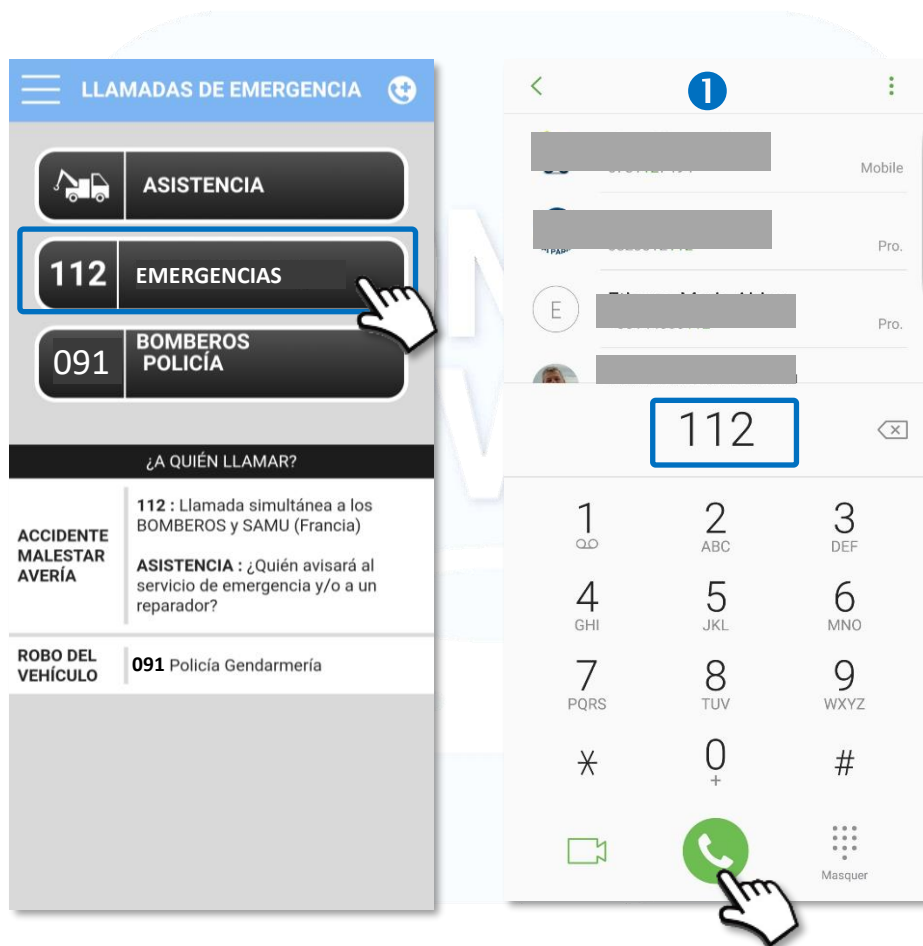 LLAMADAS DE EMERGENCIA
ASISTENCIA
112 EMERGENCIAS
091 BOMBEROS
POLICÍA
¿A QUIÉN LLAMAR?
ACCIDENTE
MALESTAR
AVERÍA
112 : Llamada simultánea a los
BOMBEROS y SAMU (Francia)
ASISTENCIA : ¿Quién avisará al
servicio de emergencia y/o a un
reparador?
ROBO DEL
VEHÍCULO
091 Policía Gendarmería
1
Mobile
Pro.
E
Pro.
112
1 2 3
ABC DEF
4 5 6
GHI JKL MNO
7 8 9
PQRS TUV WXYZ
* 0 #
+
Masquer